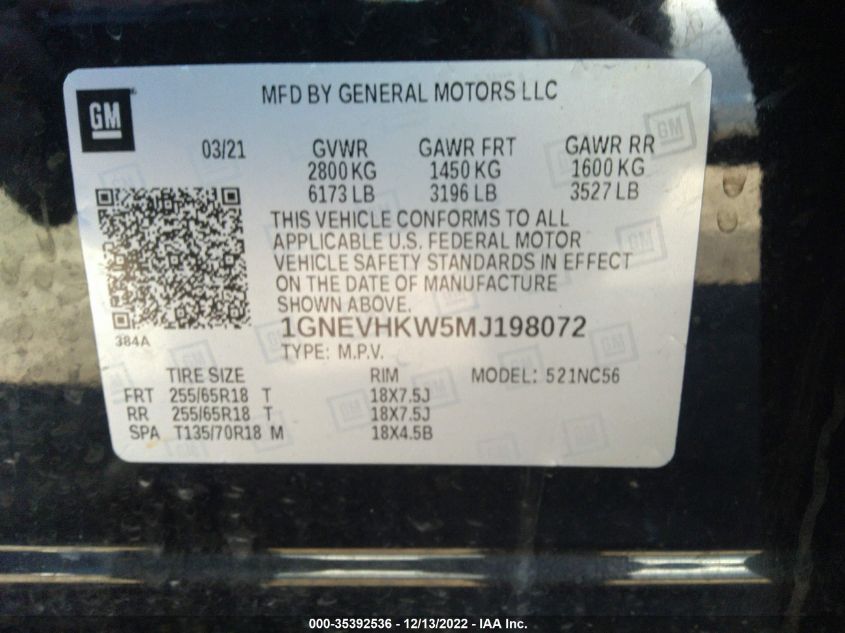 GM
MFD BY GENERAL MOTORS LLC
03/21 GVWR GAWR FRT GAWR RR
2800 KG 1450 KG 1600 KG
6173 LB 3196 LB 3527 LB
THIS VEHICLE CONFORMS TO ALL
APPLICABLE U.S. FEDERAL MOTOR
VEHICLE SAFETY STANDARDS IN EFFECT
ON THE DATE OF MANUFACTURE
SHOWN ABOVE.
384A
1GNEVHKW5MJ198072
TYPE: M.P.V.
TIRE SIZE RIM MODEL: 521NC56
FRT 255/65R18 T 18X7.5J
RR 255/65R18 T 18X7.5J
SPA T135/70R18 M 18X4.5B
000-35392536 - 12/13/2022 - IAA Inc.